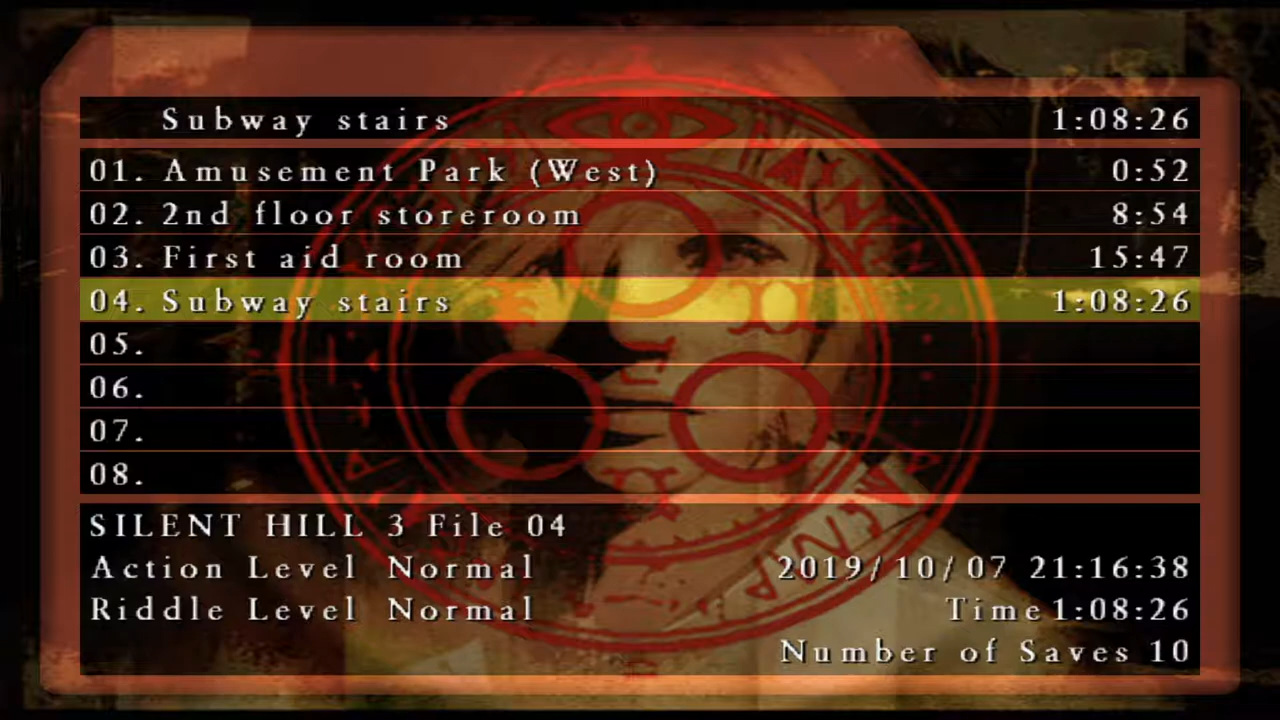 Subway stairs 1:08:26
01. Amusement Park (West) 0:52
02. 2nd floor storeroom 8:54
03. First aid room 15:47
04. Subway stairs 1:08:26
05.
06.
07.
08.
SILENT HILL 3 File 04
Action Level Normal 2019/10/07 21:16:38
Riddle Level Normal Time 1:08:26
Number of Saves 10